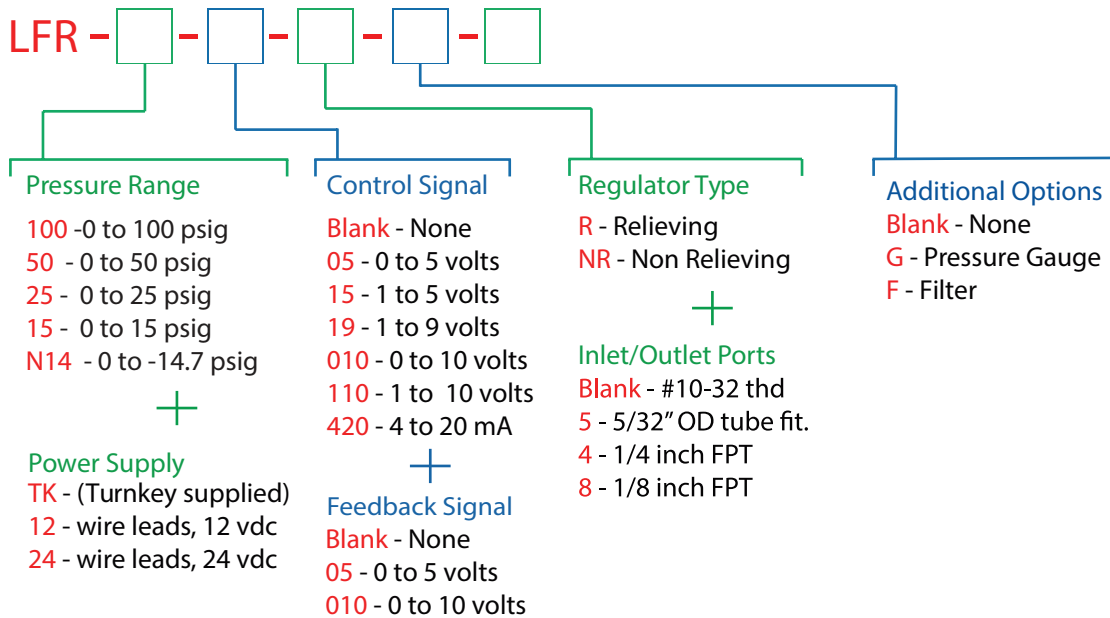 LFR - - - - -
Pressure Range
100 -0 to 100 psig
50 - 0 to 50 psig
25 - 0 to 25 psig
15 - 0 to 15 psig
N14 - 0 to -14.7 psig
+
Power Supply
TK - (Turnkey supplied)
12 - wire leads, 12 vdc
24 - wire leads, 24 vdc
Control Signal
Blank - None
05 - 0 to 5 volts
15 - 1 to 5 volts
19 - 1 to 9 volts
010 - 0 to 10 volts
110 - 1 to 10 volts
420 - 4 to 20 mA
+
Feedback Signal
Blank - None
05 - 0 to 5 volts
010 - 0 to 10 volts
Regulator Type
R - Relieving
NR - Non Relieving
+
Inlet/Outlet Ports
Blank - #10-32 thd
5 - 5/32” OD tube fit.
4 - 1/4 inch FPT
8 - 1/8 inch FPT
Additional Options
Blank - None
G - Pressure Gauge
F - Filter